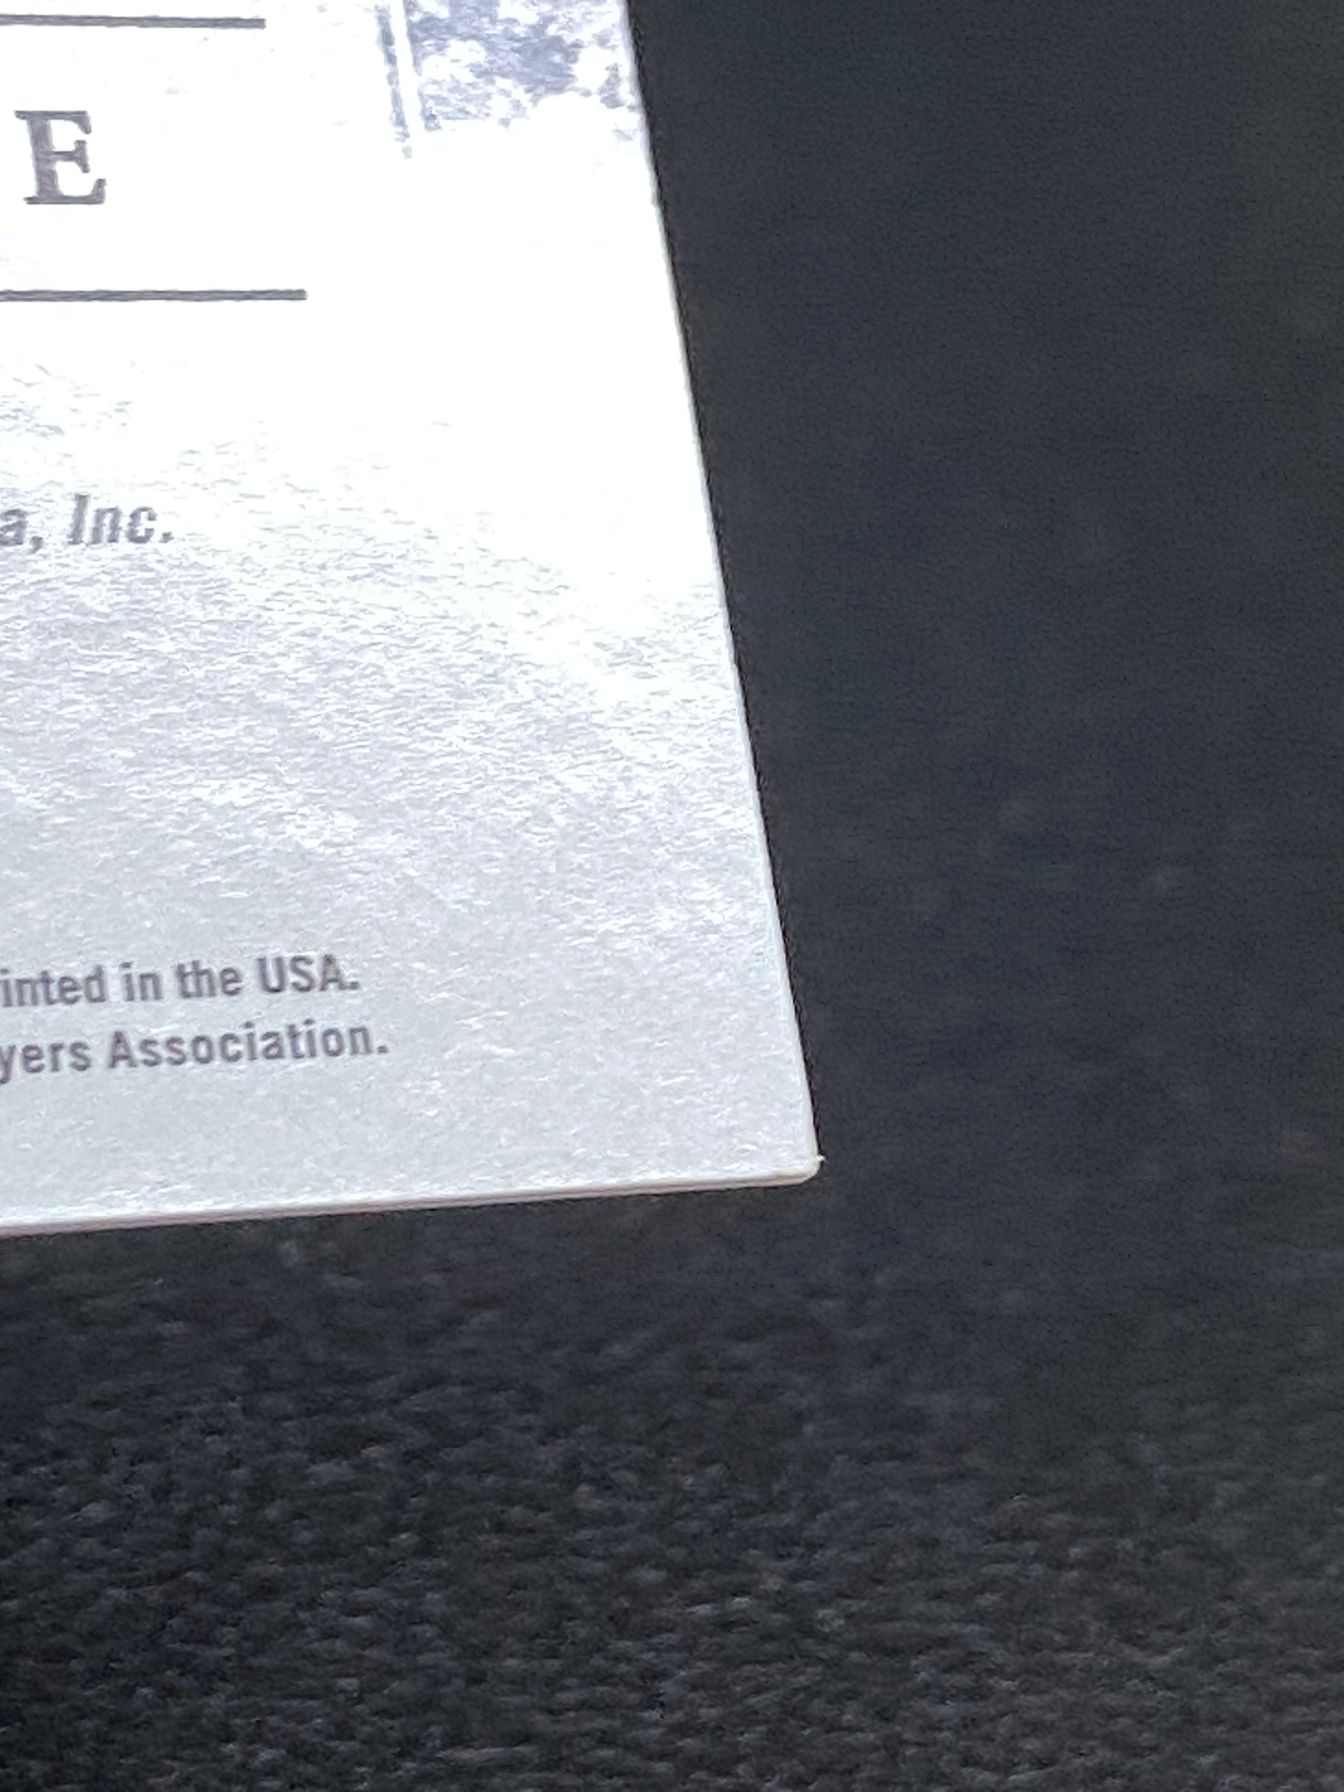 E
a, Inc.
inted in the USA.
yers Association.